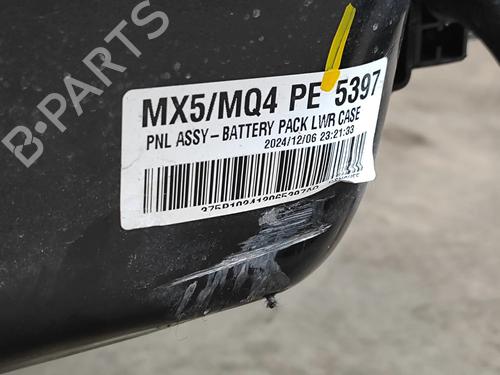 MX5/MQ4 PE 5397
PNL ASSY-BATTERY PACK LWR CASE
2024/12/06 23:21:33
B-PARTS